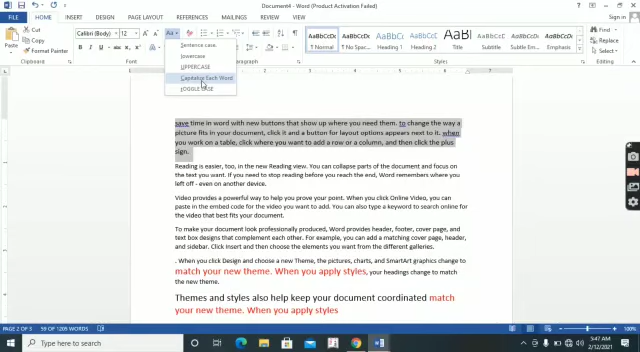 Document4 - Word (Product Activation Failed)
FILE HOME INSERT DESIGN PAGE LAYOUT REFERENCES MAILINGS REVIEW VIEW
Sign in
Cut
Copy
Format Painter
Paste
Clipboard
Calibri (Body) 12 Aa
AaBbCcDc AaBbCcDc AaBbCc AaBbCcC AaBl AaBbCcD
¶ Normal ¶ No Spac... Heading 1 Heading 2 Title Subtitle
Styles
Find
Replace
Select
Editing
Sentence case.
lowercase
UPPERCASE
Capitalize Each Word
tOGGLE cASE
save time in word with new buttons that show up where you need them. to change the way a
picture fits in your document, click it and a button for layout options appears next to it. when
you work on a table, click where you want to add a row or a column, and then click the plus
sign.
Reading is easier, too, in the new Reading view. You can collapse parts of the document and focus on
the text you want. If you need to stop reading before you reach the end, Word remembers where you
left off - even on another device.
Video provides a powerful way to help you prove your point. When you click Online Video, you can
paste in the embed code for the video you want to add. You can also type a keyword to search online for
the video that best fits your document.
To make your document look professionally produced, Word provides header, footer, cover page, and
text box designs that complement each other. For example, you can add a matching cover page, header,
and sidebar. Click Insert and then choose the elements you want from the different galleries.
. When you click Design and choose a new Theme, the pictures, charts, and SmartArt graphics change to
match your new theme. When you apply styles, your headings change to match
the new theme.
Themes and styles also help keep your document coordinated match
your new theme. When you apply styles
PAGE 2 OF 3 59 OF 1209 WORDS
100%
Type here to search
5:47 AM
2/12/2021